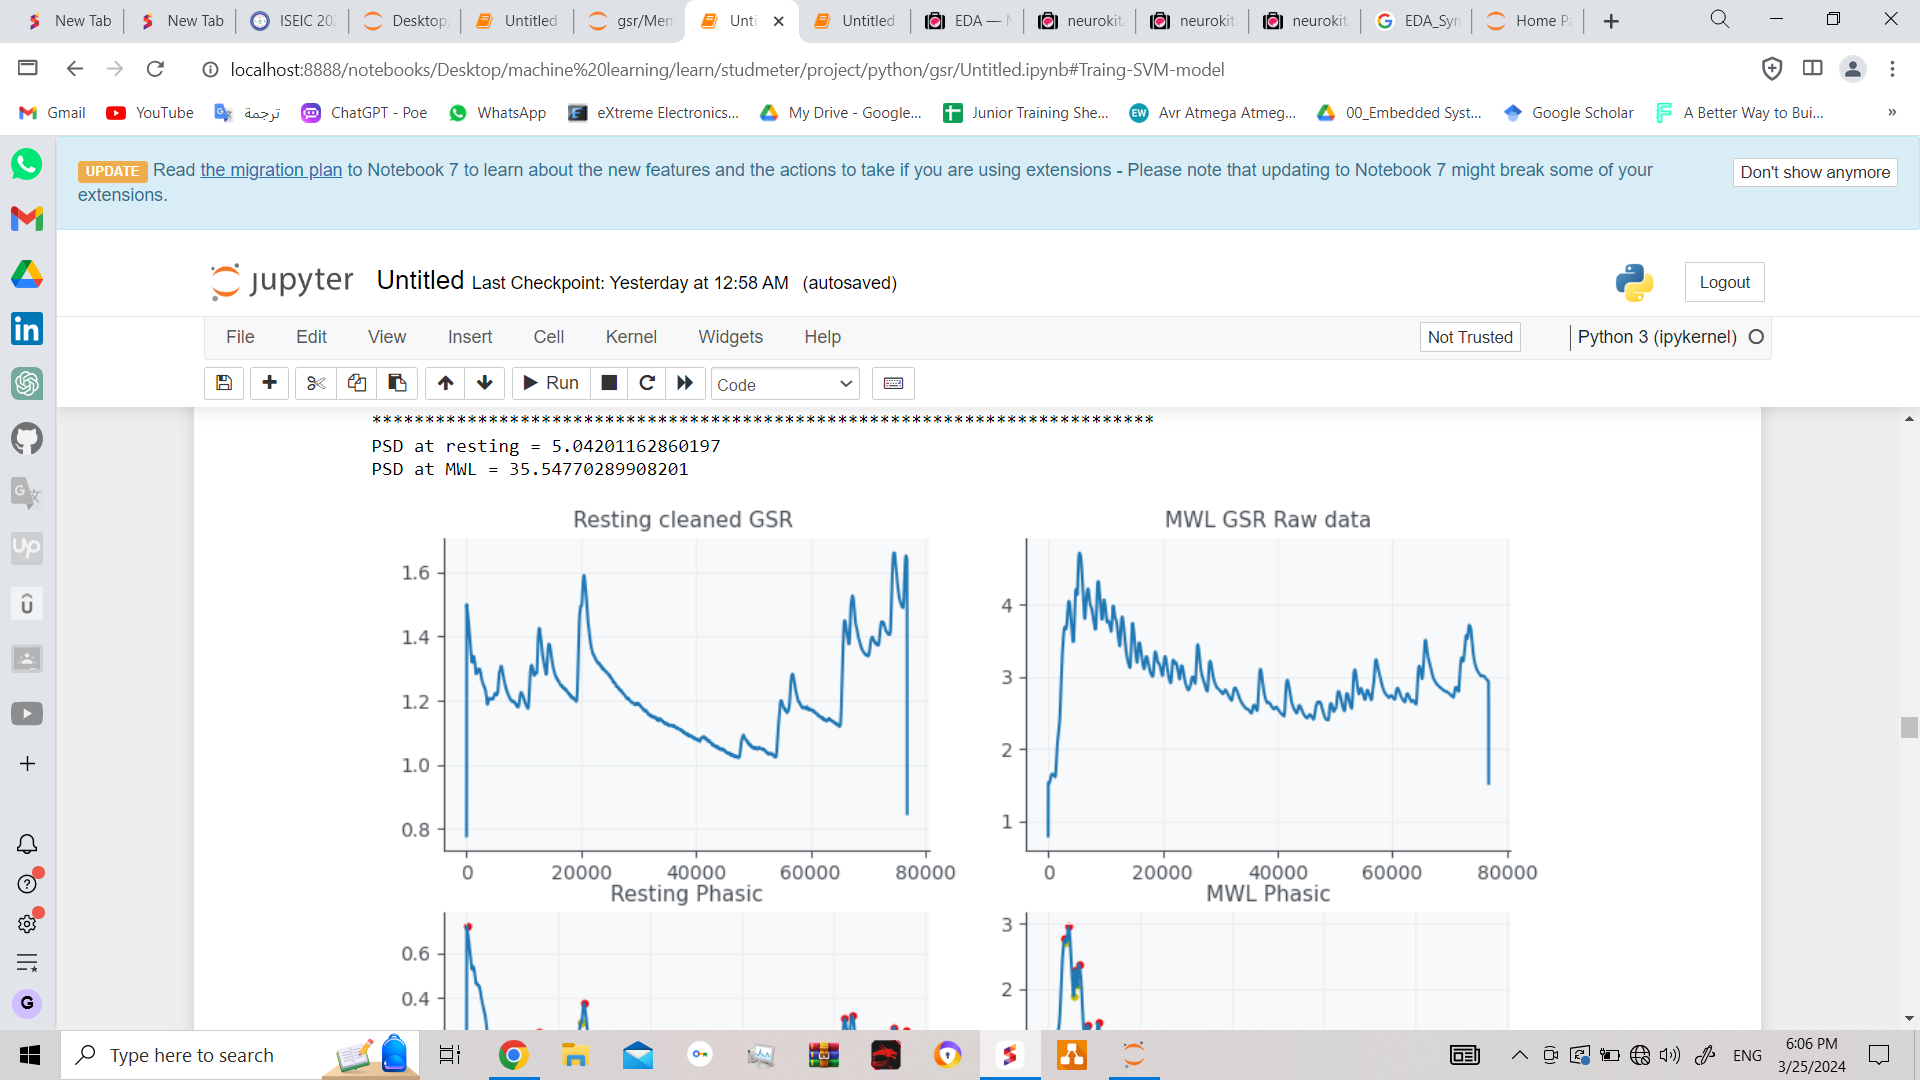 New Tab
New Tab
ISEIC 202
Desktop/
Untitled
gsr/Men
Unti
Untitled
EDA — N
neurokit
neurokit
neurokit
EDA_Syn
Home Pa
localhost:8888/notebooks/Desktop/machine%20learning/learn/studmeter/project/python/gsr/Untitled.ipynb#Traing-SVM-model
Gmail
YouTube
ترجمة
ChatGPT - Poe
WhatsApp
eXtreme Electronics...
My Drive - Google...
Junior Training She...
EW
Avr Atmega Atmeg...
00_Embedded Syst...
Google Scholar
A Better Way to Bui...
»
UPDATE Read the migration plan to Notebook 7 to learn about the new features and the actions to take if you are using extensions - Please note that updating to Notebook 7 might break some of your
extensions.
Don't show anymore
jupyter Untitled Last Checkpoint: Yesterday at 12:58 AM (autosaved)
Logout
File Edit View Insert Cell Kernel Widgets Help
Not Trusted
Python 3 (ipykernel)
Run
Code
**************************************************************************
PSD at resting = 5.04201162860197
PSD at MWL = 35.54770289908201
Resting cleaned GSR
1.6
1.4
1.2
1.0
0.8
0 20000 40000 60000 80000
MWL GSR Raw data
4
3
2
1
0 20000 40000 60000 80000
Resting Phasic
0.6
0.4
MWL Phasic
3
2
in
Up
G
Type here to search
ENG
6:06 PM
3/25/2024